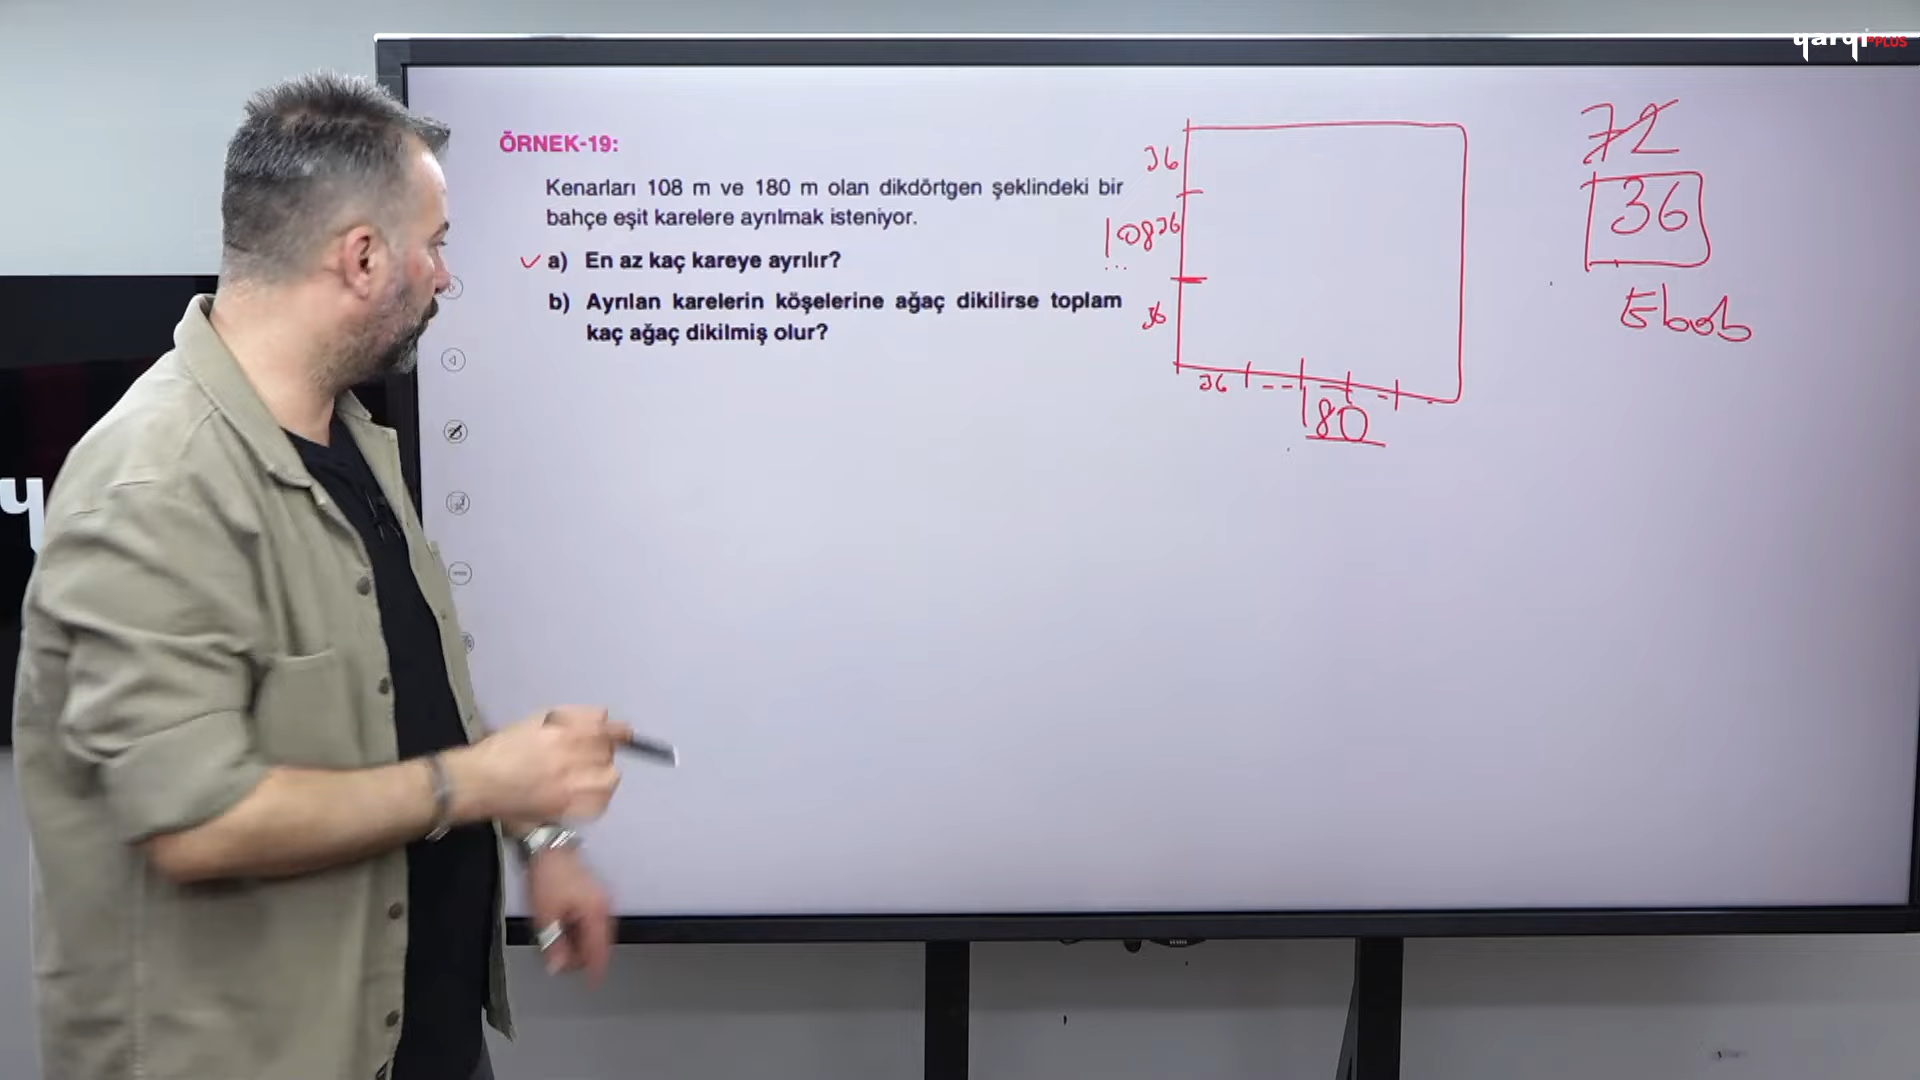 yargı PLUS
ÖRNEK-19:
Kenarları 108 m ve 180 m olan dikdörtgen şeklindeki bir
bahçe eşit karelere ayrılmak isteniyor.
a) En az kaç kareye ayrılır?
b) Ayrılan karelerin köşelerine ağaç dikilirse toplam
kaç ağaç dikilmiş olur?
36
108 36
36
36
180
72
36
Ebob
y